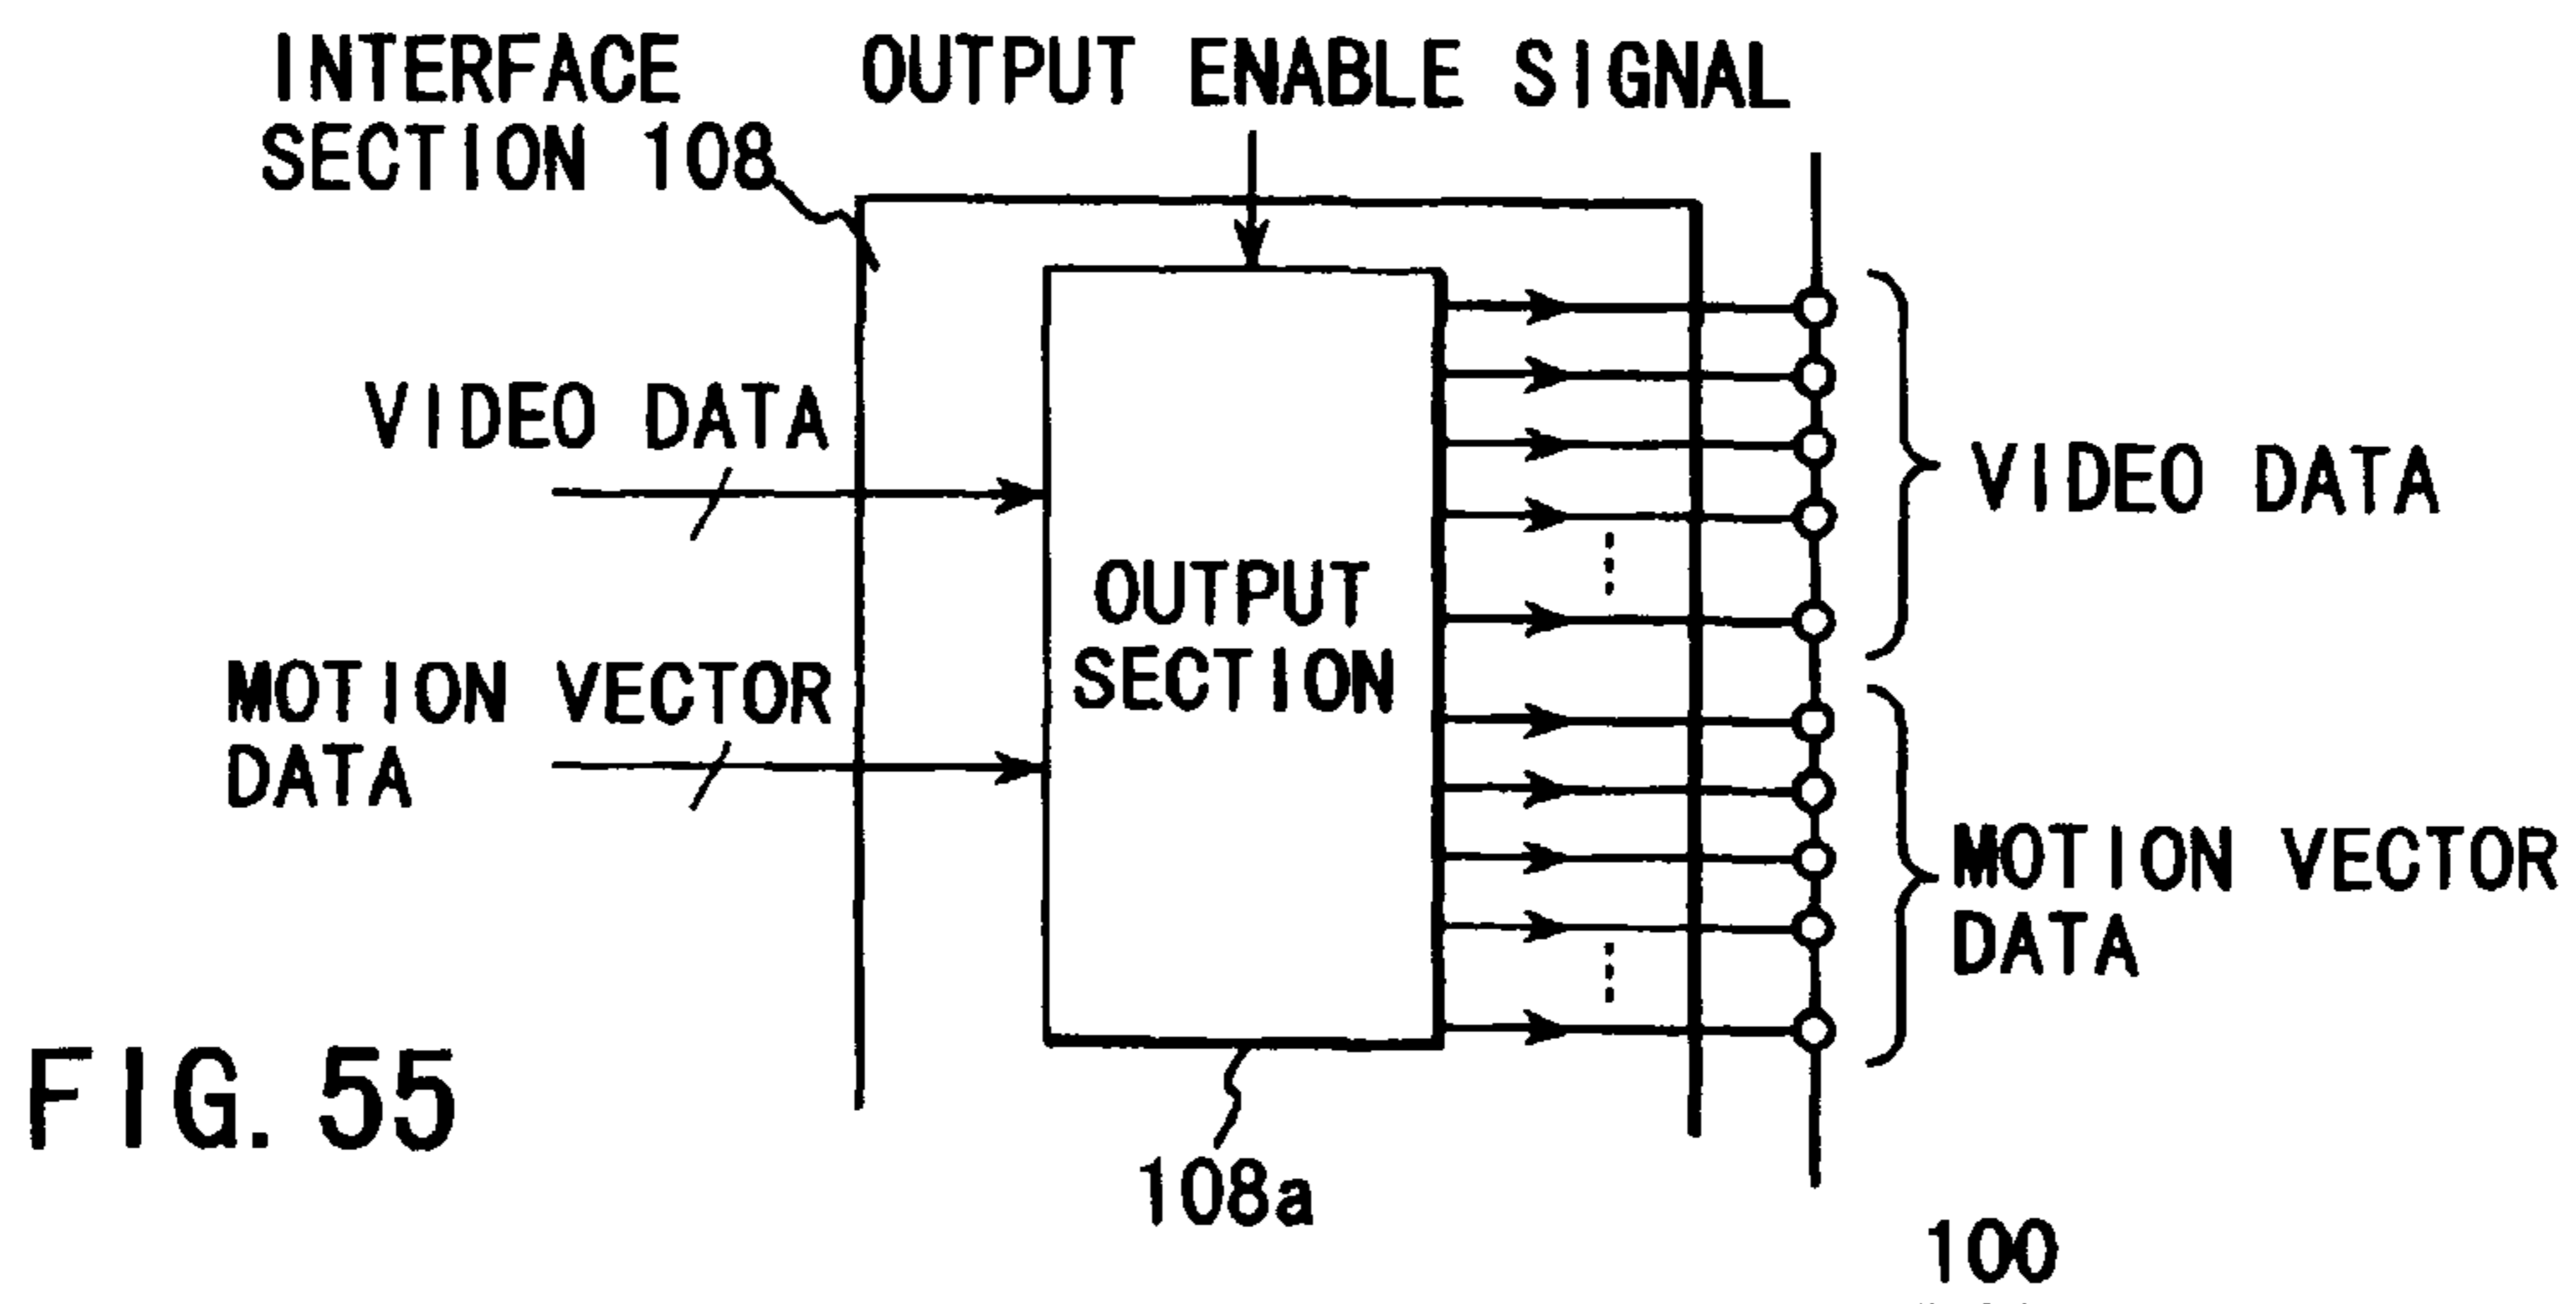 INTERFACE
SECTION 108
OUTPUT ENABLE SIGNAL
VIDEO DATA
MOTION VECTOR
DATA
OUTPUT
SECTION
VIDEO DATA
MOTION VECTOR
DATA
108a
FIG. 55
100